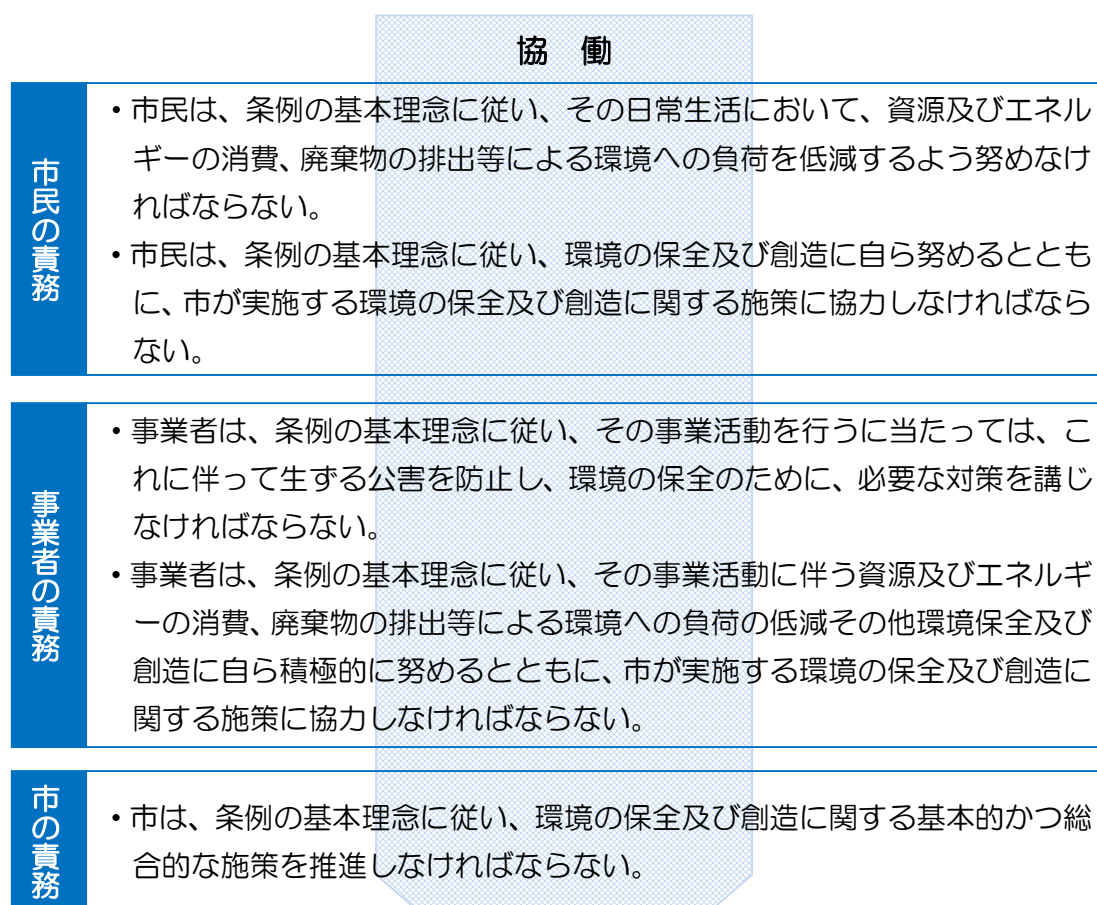 協 働
市民の責務
・市民は、条例の基本理念に従い、その日常生活において、資源及びエネル
ギーの消費、廃棄物の排出等による環境への負荷を低減するよう努めなけ
ればならない。
・市民は、条例の基本理念に従い、環境の保全及び創造に自ら努めるととも
に、市が実施する環境の保全及び創造に関する施策に協力しなければなら
ない。
事業者の責務
・事業者は、条例の基本理念に従い、その事業活動を行うに当たっては、こ
れに伴って生ずる公害を防止し、環境の保全のために、必要な対策を講じ
なければならない。
・事業者は、条例の基本理念に従い、その事業活動に伴う資源及びエネルギ
ーの消費、廃棄物の排出等による環境への負荷の低減その他環境保全及び
創造に自ら積極的に努めるとともに、市が実施する環境の保全及び創造に
関する施策に協力しなければならない。
市の責務
・市は、条例の基本理念に従い、環境の保全及び創造に関する基本的かつ総
合的な施策を推進しなければならない。